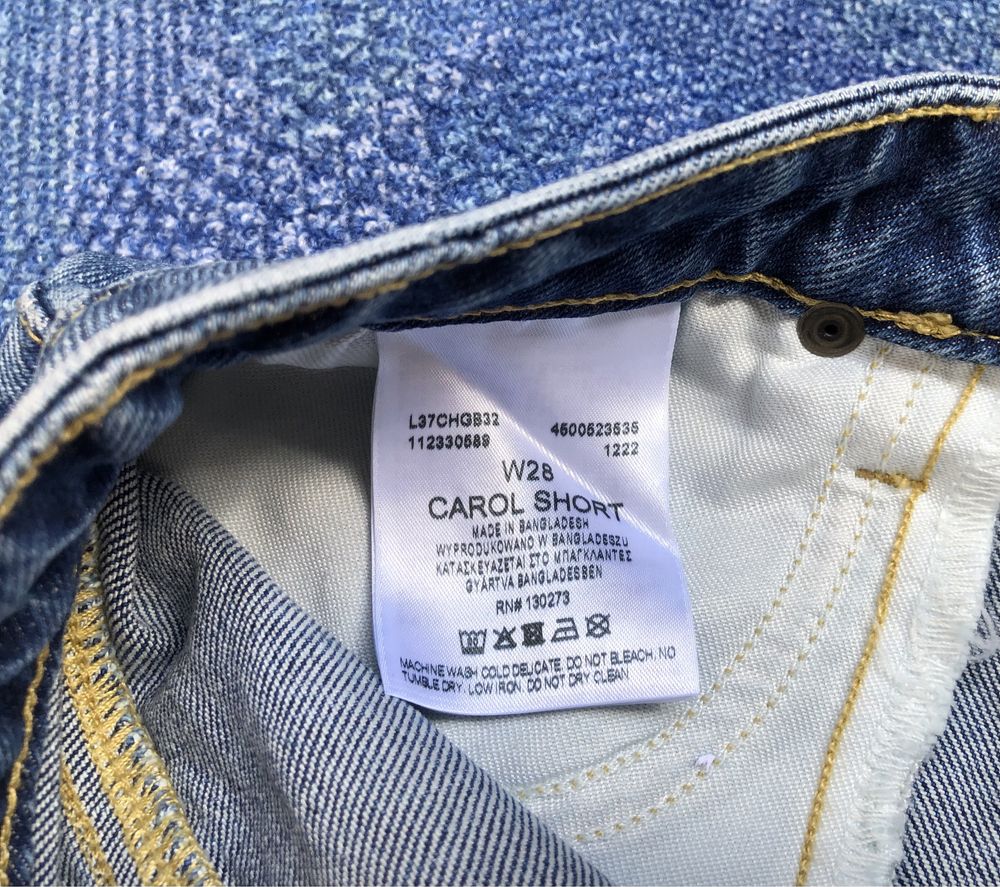 L37CHGB32 4500523535
112330589 1222
W28
CAROL SHORT
MADE IN BANGLADESH
WYPRODUKOWANO W BANGLADESZU
ΚΑΤΑΣΚΕΥΑΖΕΤΑΙ ΣΤΟ ΜΠΑΓΚΛΑΝΤΕΣ
GYÁRTVA BANGLADESBEN
RN# 130273
MACHINE WASH COLD DELICATE. DO NOT BLEACH. NO
TUMBLE DRY. LOW IRON. DO NOT DRY CLEAN